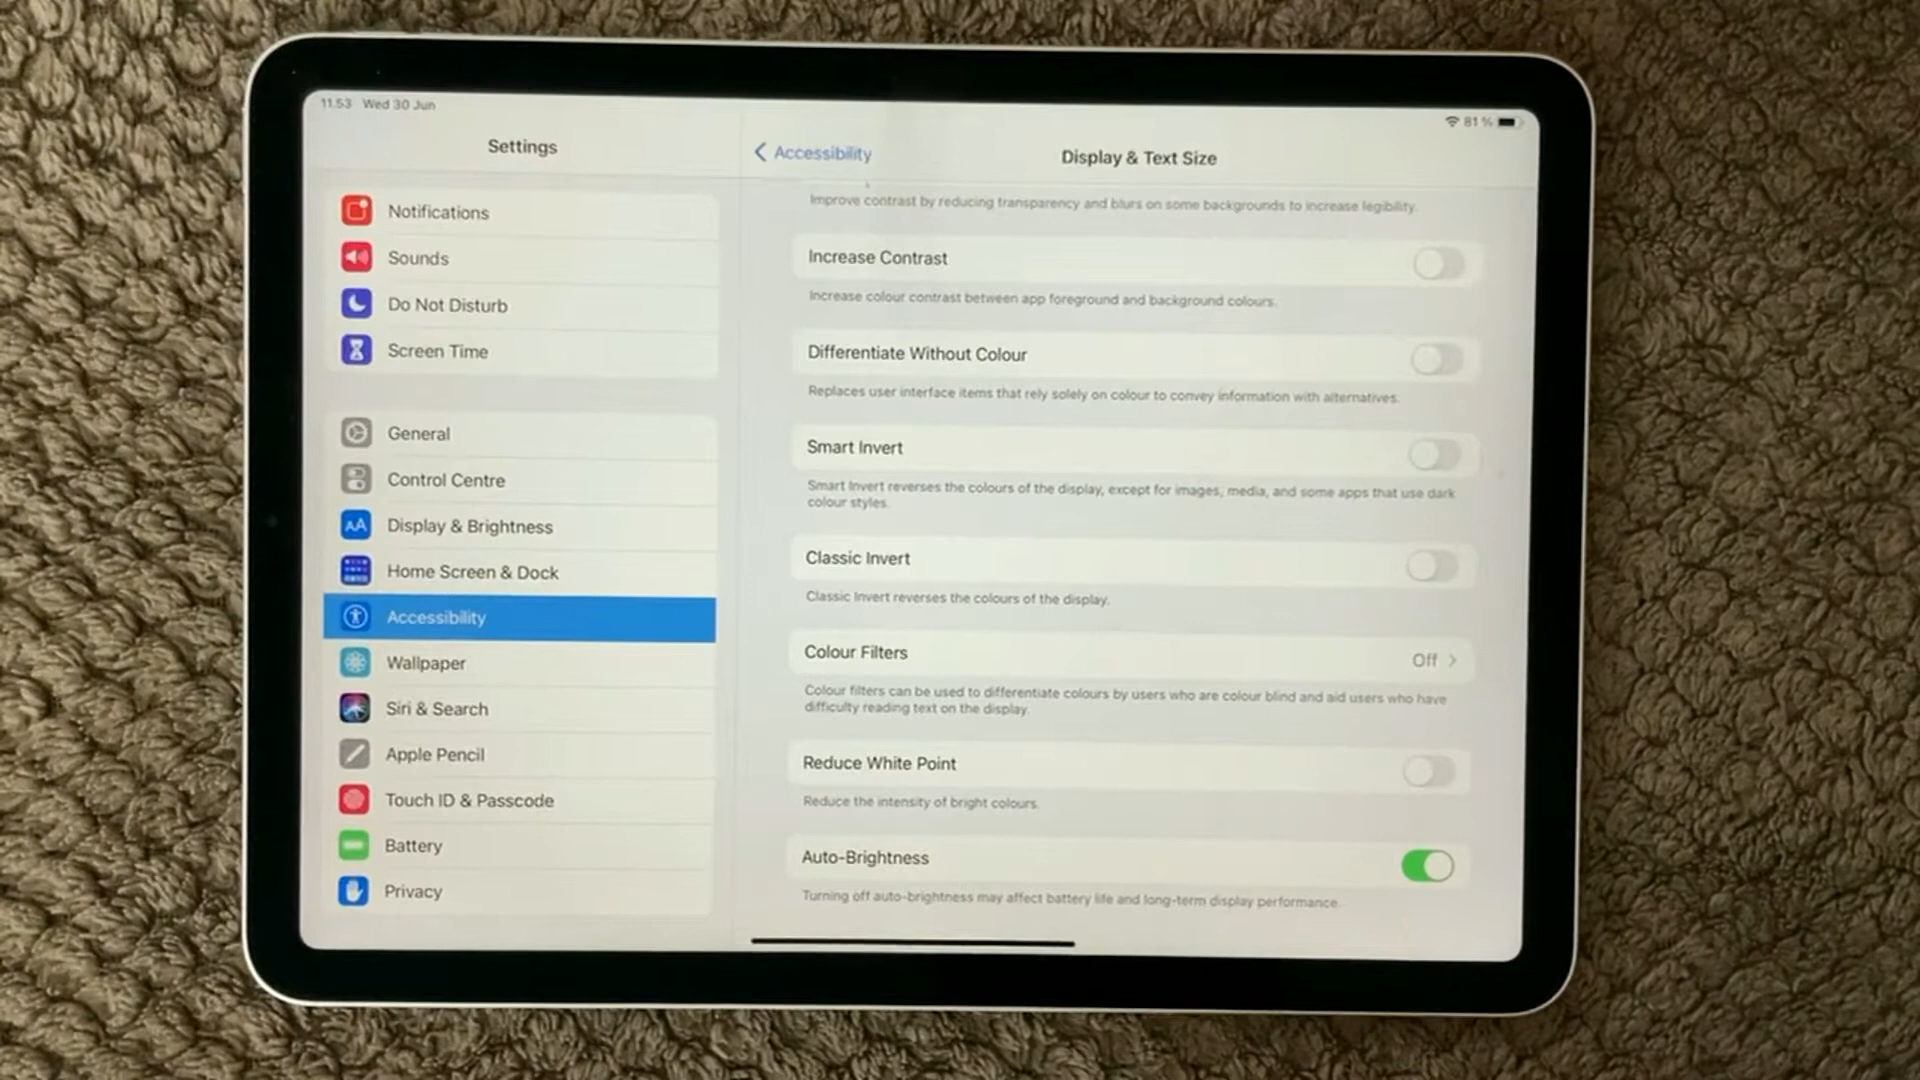 11.53 Wed 30 Jun
81 %
Settings
Notifications
Sounds
Do Not Disturb
Screen Time
General
Control Centre
AA Display & Brightness
Home Screen & Dock
Accessibility
Wallpaper
Siri & Search
Apple Pencil
Touch ID & Passcode
Battery
Privacy
Accessibility
Display & Text Size
Improve contrast by reducing transparency and blurs on some backgrounds to increase legibility.
Increase Contrast
Increase colour contrast between app foreground and background colours.
Differentiate Without Colour
Replaces user interface items that rely solely on colour to convey information with alternatives.
Smart Invert
Smart Invert reverses the colours of the display, except for images, media, and some apps that use dark
colour styles.
Classic Invert
Classic Invert reverses the colours of the display.
Colour Filters
Off
Colour filters can be used to differentiate colours by users who are colour blind and aid users who have
difficulty reading text on the display.
Reduce White Point
Reduce the intensity of bright colours.
Auto-Brightness
Turning off auto-brightness may affect battery life and long-term display performance.